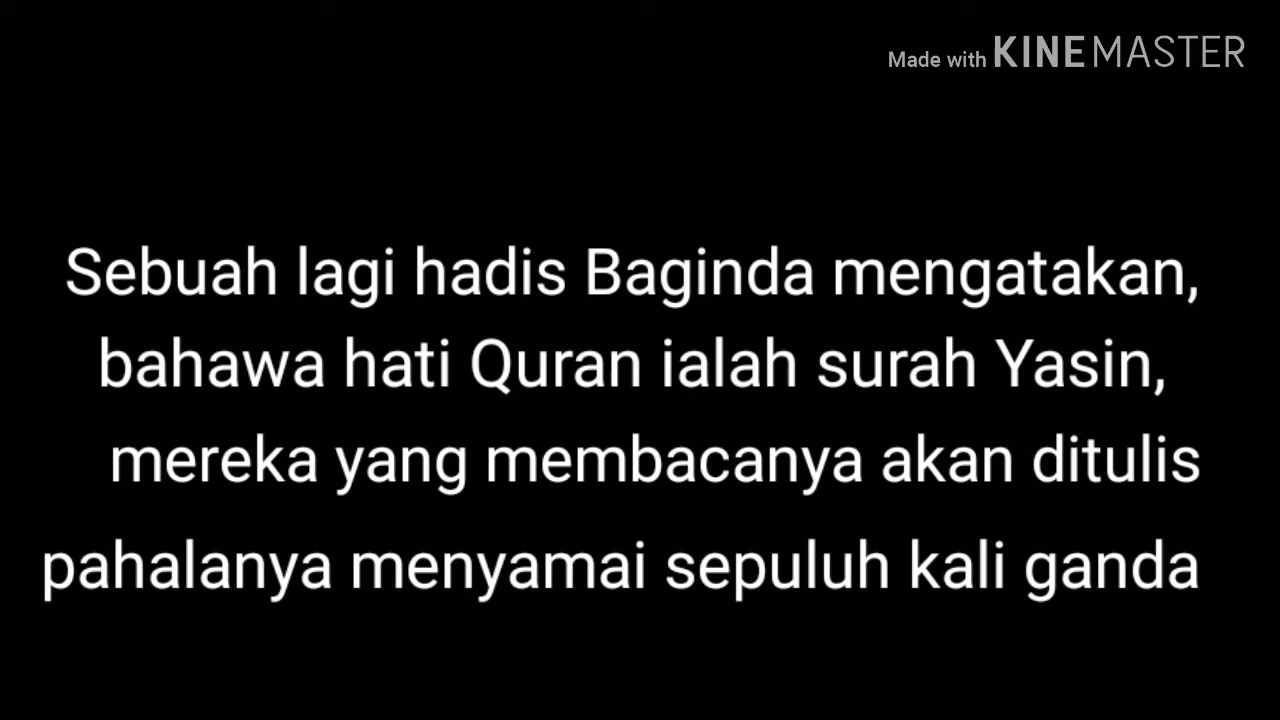 Made with KINEMASTER
Sebuah lagi hadis Baginda mengatakan,
bahawa hati Quran ialah surah Yasin,
mereka yang membacanya akan ditulis
pahalanya menyamai sepuluh kali ganda